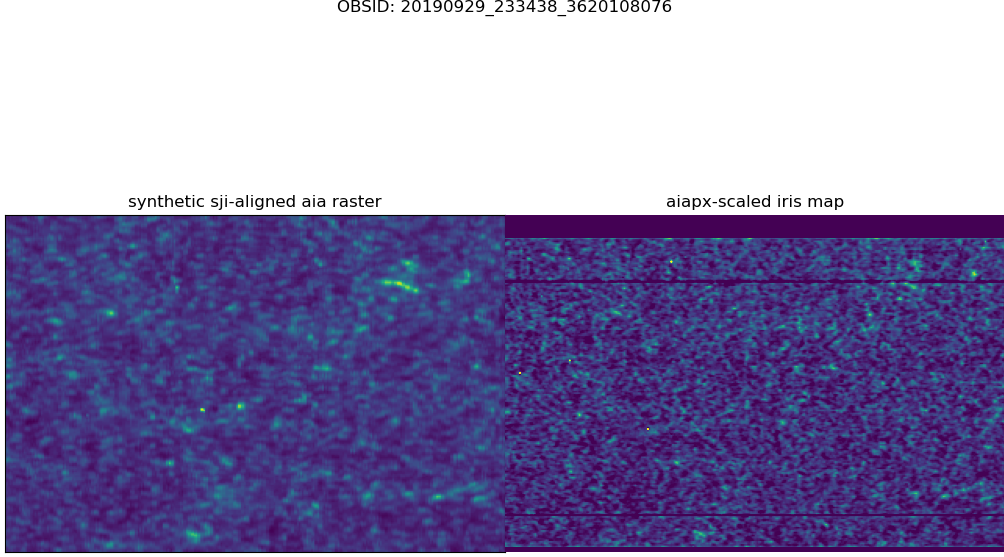 OBSID: 20190929_233438_3620108076
synthetic sji-aligned aia raster
aiapx-scaled iris map